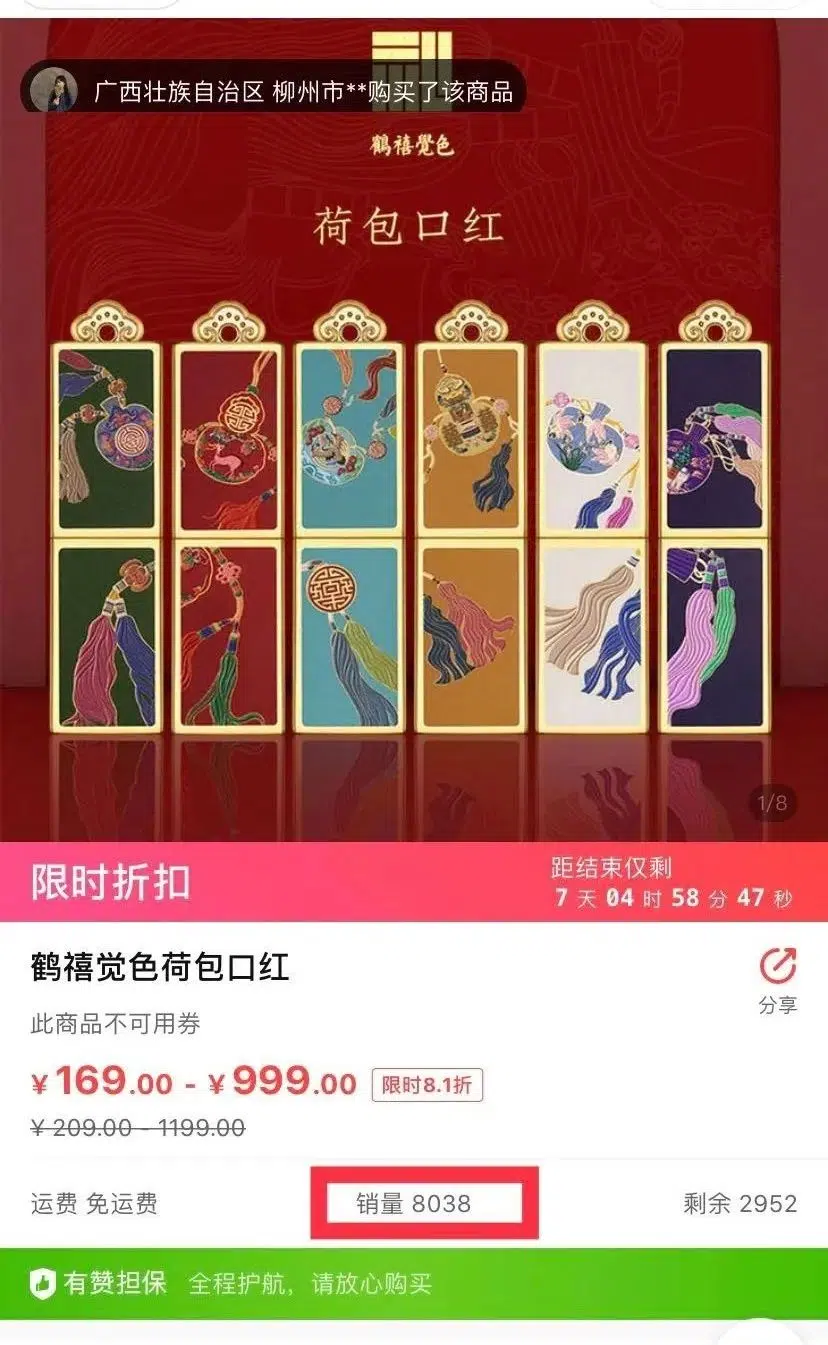 广西壮族自治区 柳州市**购买了该商品
鹤禧覺色
荷包口红
1/8
限时折扣
距结束仅剩
7 天 04 时 58 分 47 秒
鹤禧觉色荷包口红
分享
此商品不可用券
¥169.00 - ¥999.00 限时8.1折
¥ 209.00 - 1199.00
运费 免运费 销量 8038 剩余 2952
有赞担保 全程护航，请放心购买